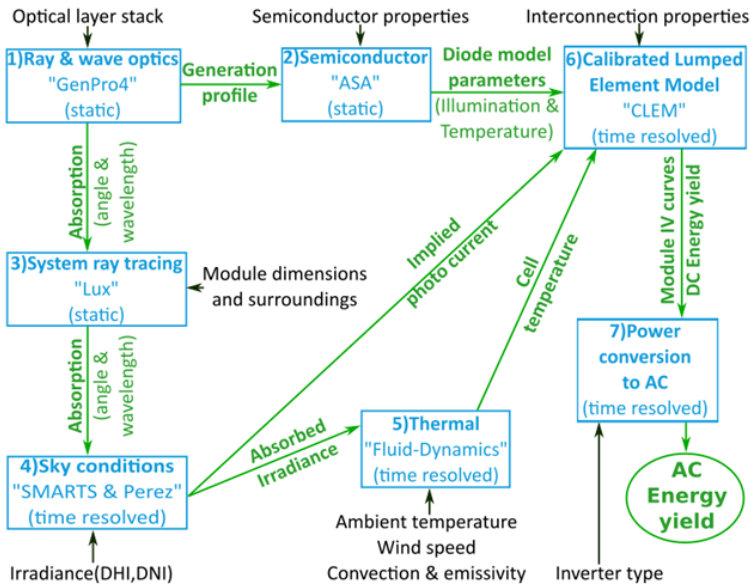 Optical layer stack
Semiconductor properties
Interconnection properties
1)Ray & wave optics
"GenPro4"
(static)
Generation
profile
2)Semiconductor
"ASA"
(static)
Diode model
parameters
(Illumination &
Temperature)
6)Calibrated Lumped
Element Model
"CLEM"
(time resolved)
Absorption
(angle &
wavelength)
Implied
photo current
Cell
temperature
Module IV curves
DC Energy yield
3)System ray tracing
"Lux"
(static)
Module dimensions
and surroundings
7)Power
conversion
to AC
(time resolved)
Absorption
(angle &
wavelength)
Absorbed
Irradiance
5)Thermal
"Fluid-Dynamics"
(time resolved)
4)Sky conditions
"SMARTS & Perez"
(time resolved)
AC
Energy
yield
Ambient temperature
Wind speed
Convection & emissivity
Irradiance(DHI,DNI)
Inverter type